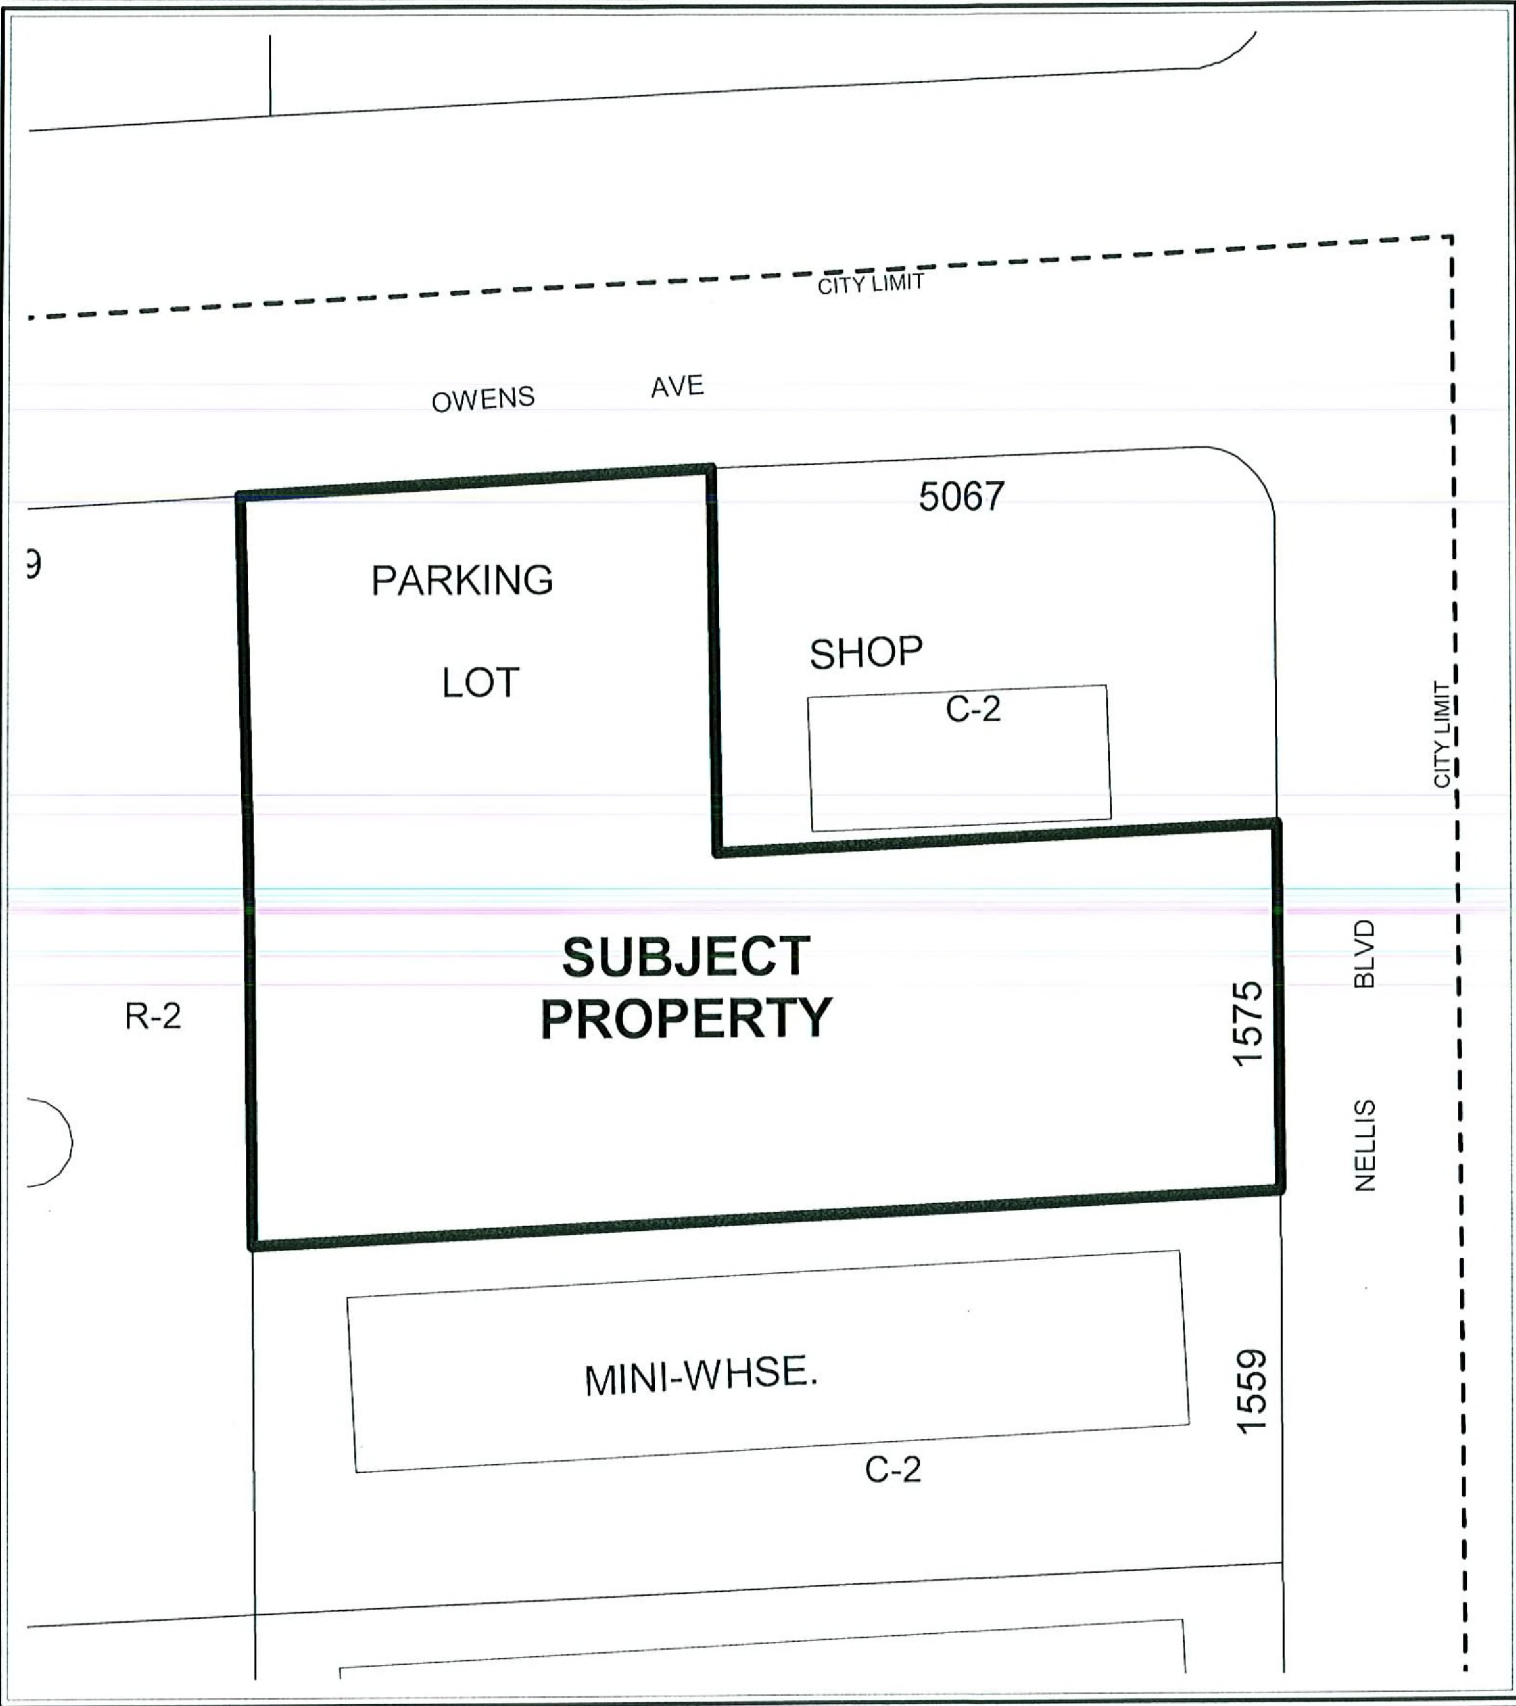 CITY LIMIT
OWENS AVE
5067
9
PARKING
LOT
SHOP
C-2
CITY LIMIT
SUBJECT
PROPERTY
R-2
1575
NELLIS BLVD
MINI-WHSE.
1559
C-2